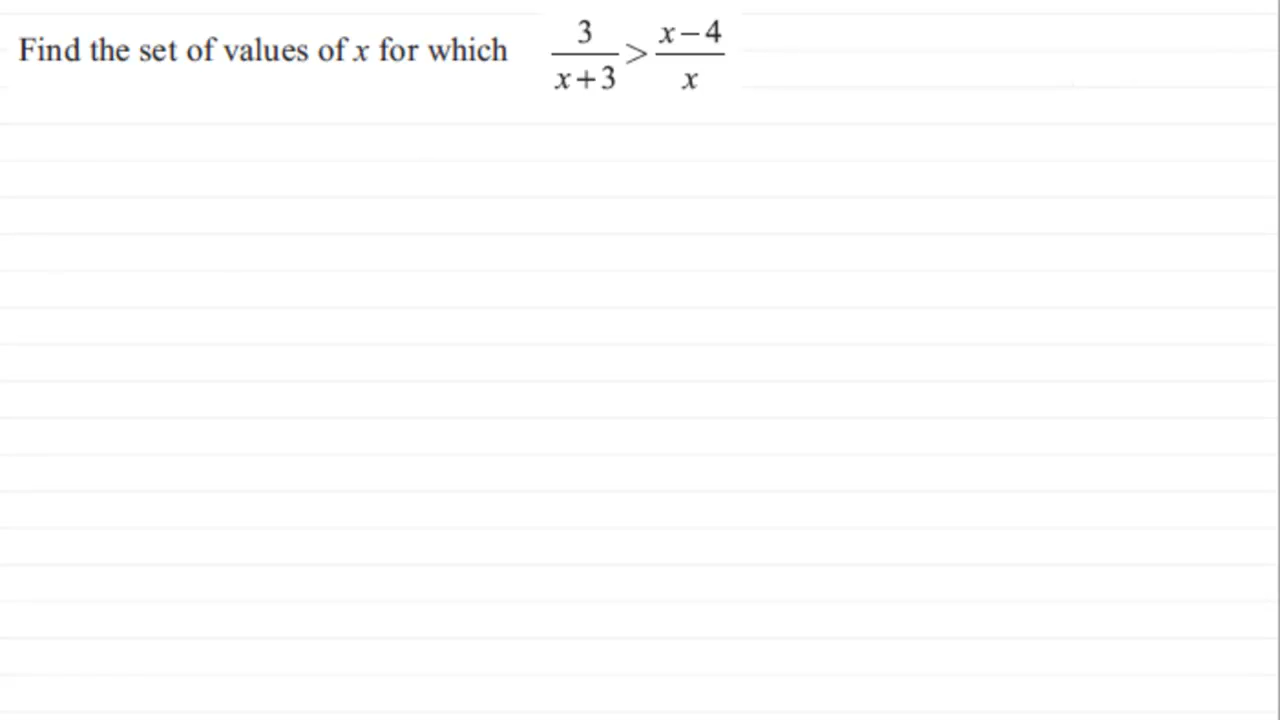 Find the set of values of x for which 3/(x+3) > (x−4)/x